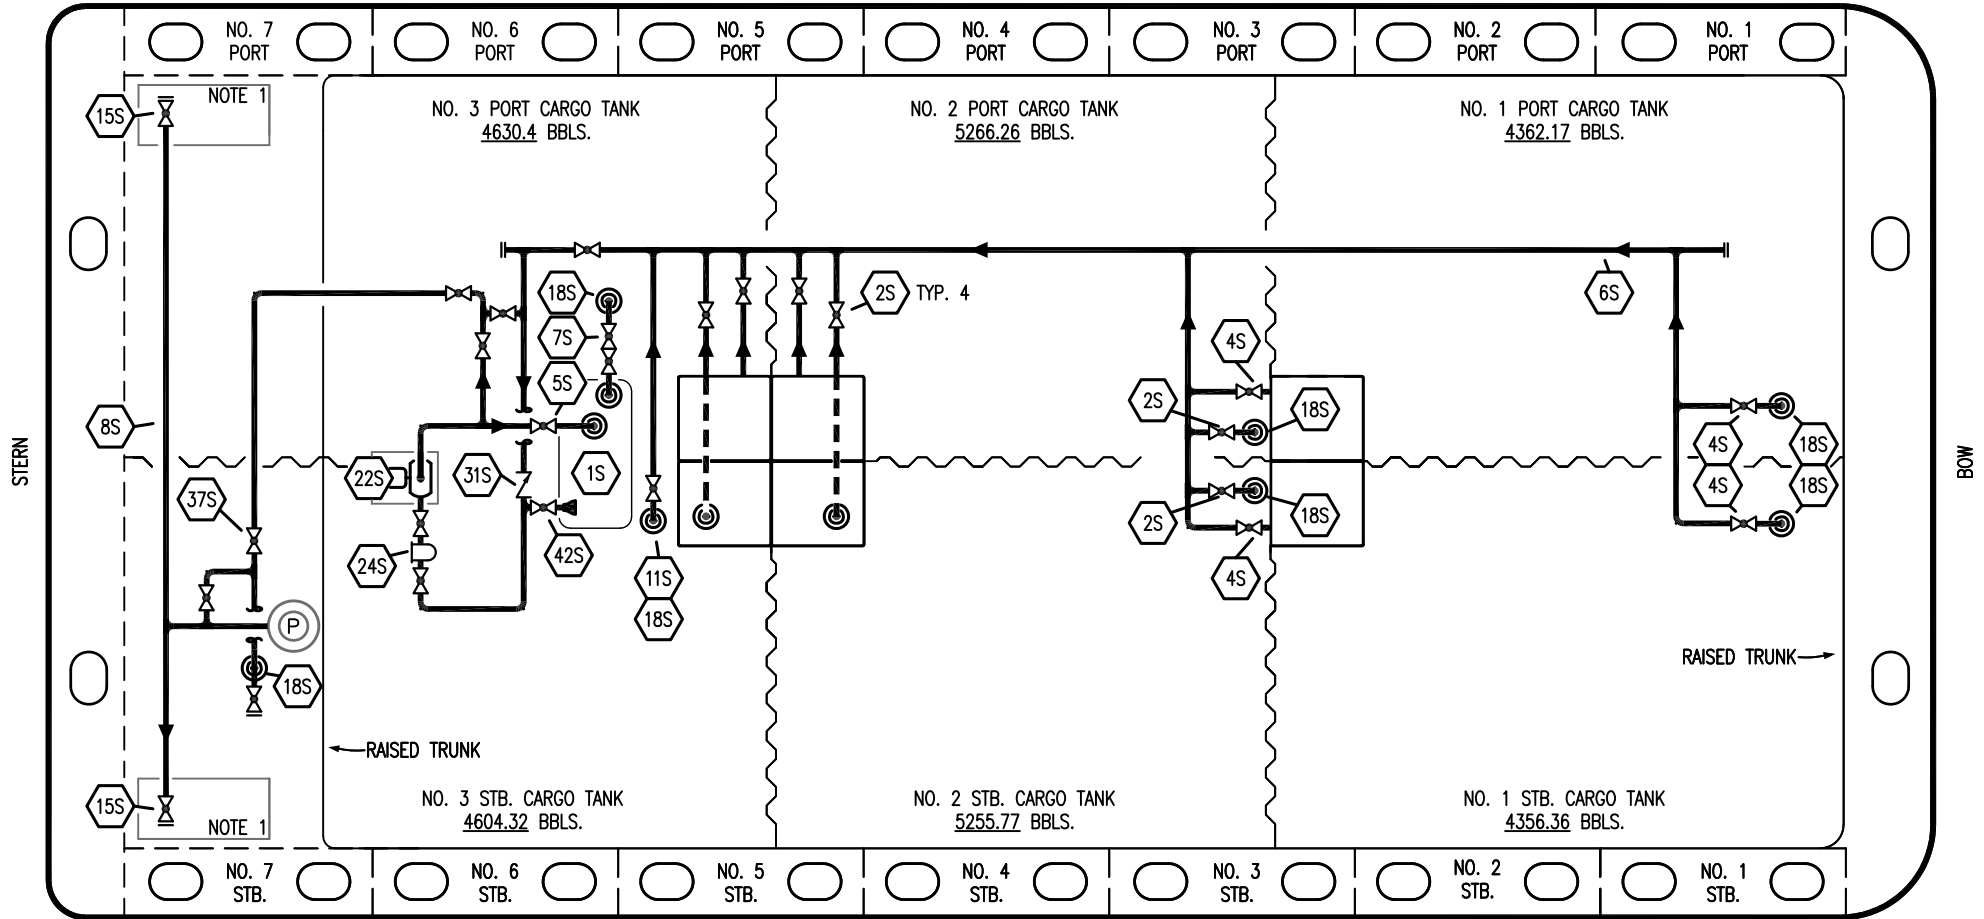 NO. 7
PORT
NO. 6
PORT
NO. 5
PORT
NO. 4
PORT
NO. 3
PORT
NO. 2
PORT
NO. 1
PORT
NOTE 1
15S
NO. 3 PORT CARGO TANK
4630.4 BBLS.
NO. 2 PORT CARGO TANK
5266.26 BBLS.
NO. 1 PORT CARGO TANK
4362.17 BBLS.
18S
2S TYP. 4
6S
7S
4S
5S
2S
18S
8S
4S
18S
STERN
BOW
22S
31S
1S
4S
18S
37S
2S
18S
24S
42S
11S
4S
18S
P
18S
RAISED TRUNK
RAISED TRUNK
15S
NOTE 1
NO. 3 STB. CARGO TANK
4604.32 BBLS.
NO. 2 STB. CARGO TANK
5255.77 BBLS.
NO. 1 STB. CARGO TANK
4356.36 BBLS.
NO. 7
STB.
NO. 6
STB.
NO. 5
STB.
NO. 4
STB.
NO. 3
STB.
NO. 2
STB.
NO. 1
STB.